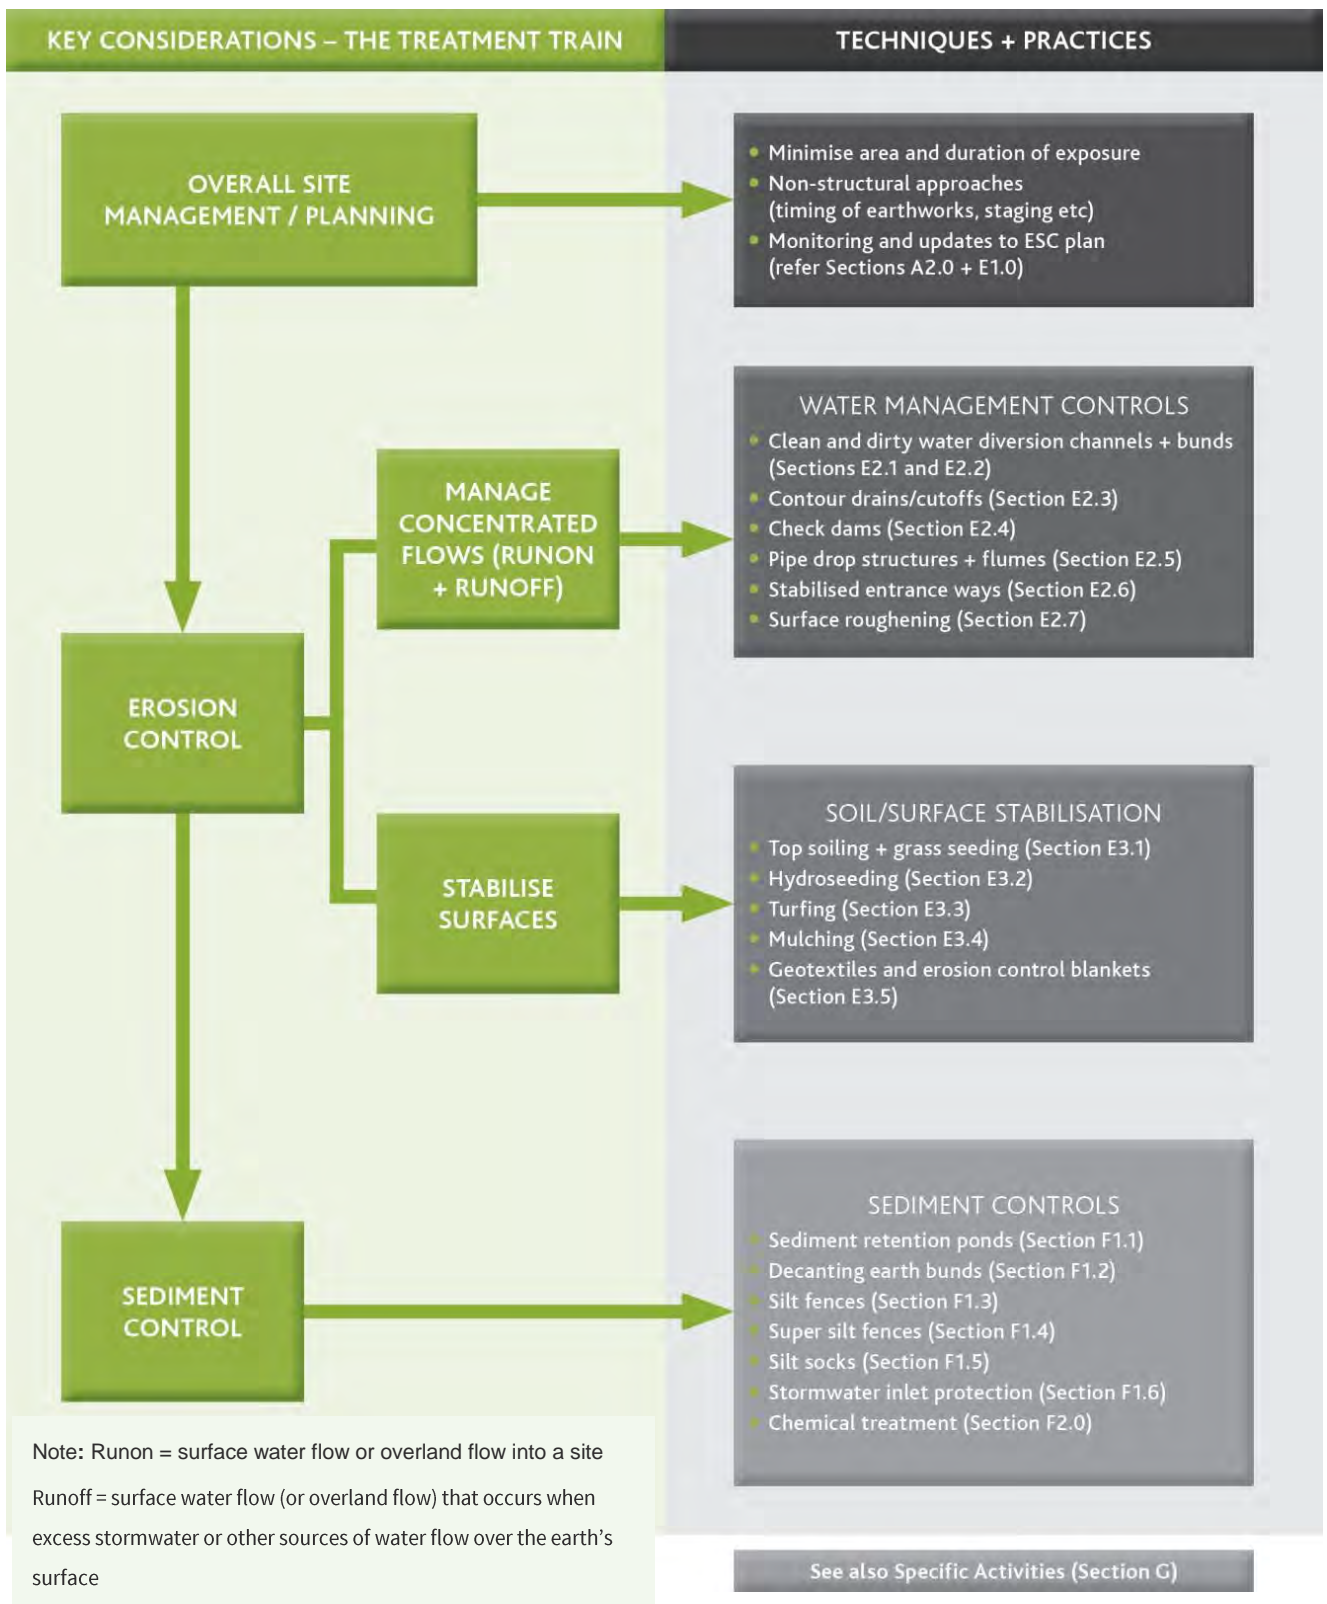 KEY CONSIDERATIONS – THE TREATMENT TRAIN
TECHNIQUES + PRACTICES
OVERALL SITE
MANAGEMENT / PLANNING
• Minimise area and duration of exposure
• Non-structural approaches
(timing of earthworks, staging etc)
• Monitoring and updates to ESC plan
(refer Sections A2.0 + E1.0)
EROSION
CONTROL
MANAGE
CONCENTRATED
FLOWS (RUNON
+ RUNOFF)
WATER MANAGEMENT CONTROLS
• Clean and dirty water diversion channels + bunds
(Sections E2.1 and E2.2)
• Contour drains/cutoffs (Section E2.3)
• Check dams (Section E2.4)
• Pipe drop structures + flumes (Section E2.5)
• Stabilised entrance ways (Section E2.6)
• Surface roughening (Section E2.7)
STABILISE
SURFACES
SOIL/SURFACE STABILISATION
• Top soiling + grass seeding (Section E3.1)
• Hydroseeding (Section E3.2)
• Turfing (Section E3.3)
• Mulching (Section E3.4)
• Geotextiles and erosion control blankets
(Section E3.5)
SEDIMENT
CONTROL
SEDIMENT CONTROLS
• Sediment retention ponds (Section F1.1)
• Decanting earth bunds (Section F1.2)
• Silt fences (Section F1.3)
• Super silt fences (Section F1.4)
• Silt socks (Section F1.5)
• Stormwater inlet protection (Section F1.6)
• Chemical treatment (Section F2.0)
Note: Runon = surface water flow or overland flow into a site
Runoff = surface water flow (or overland flow) that occurs when
excess stormwater or other sources of water flow over the earth’s
surface
See also Specific Activities (Section G)